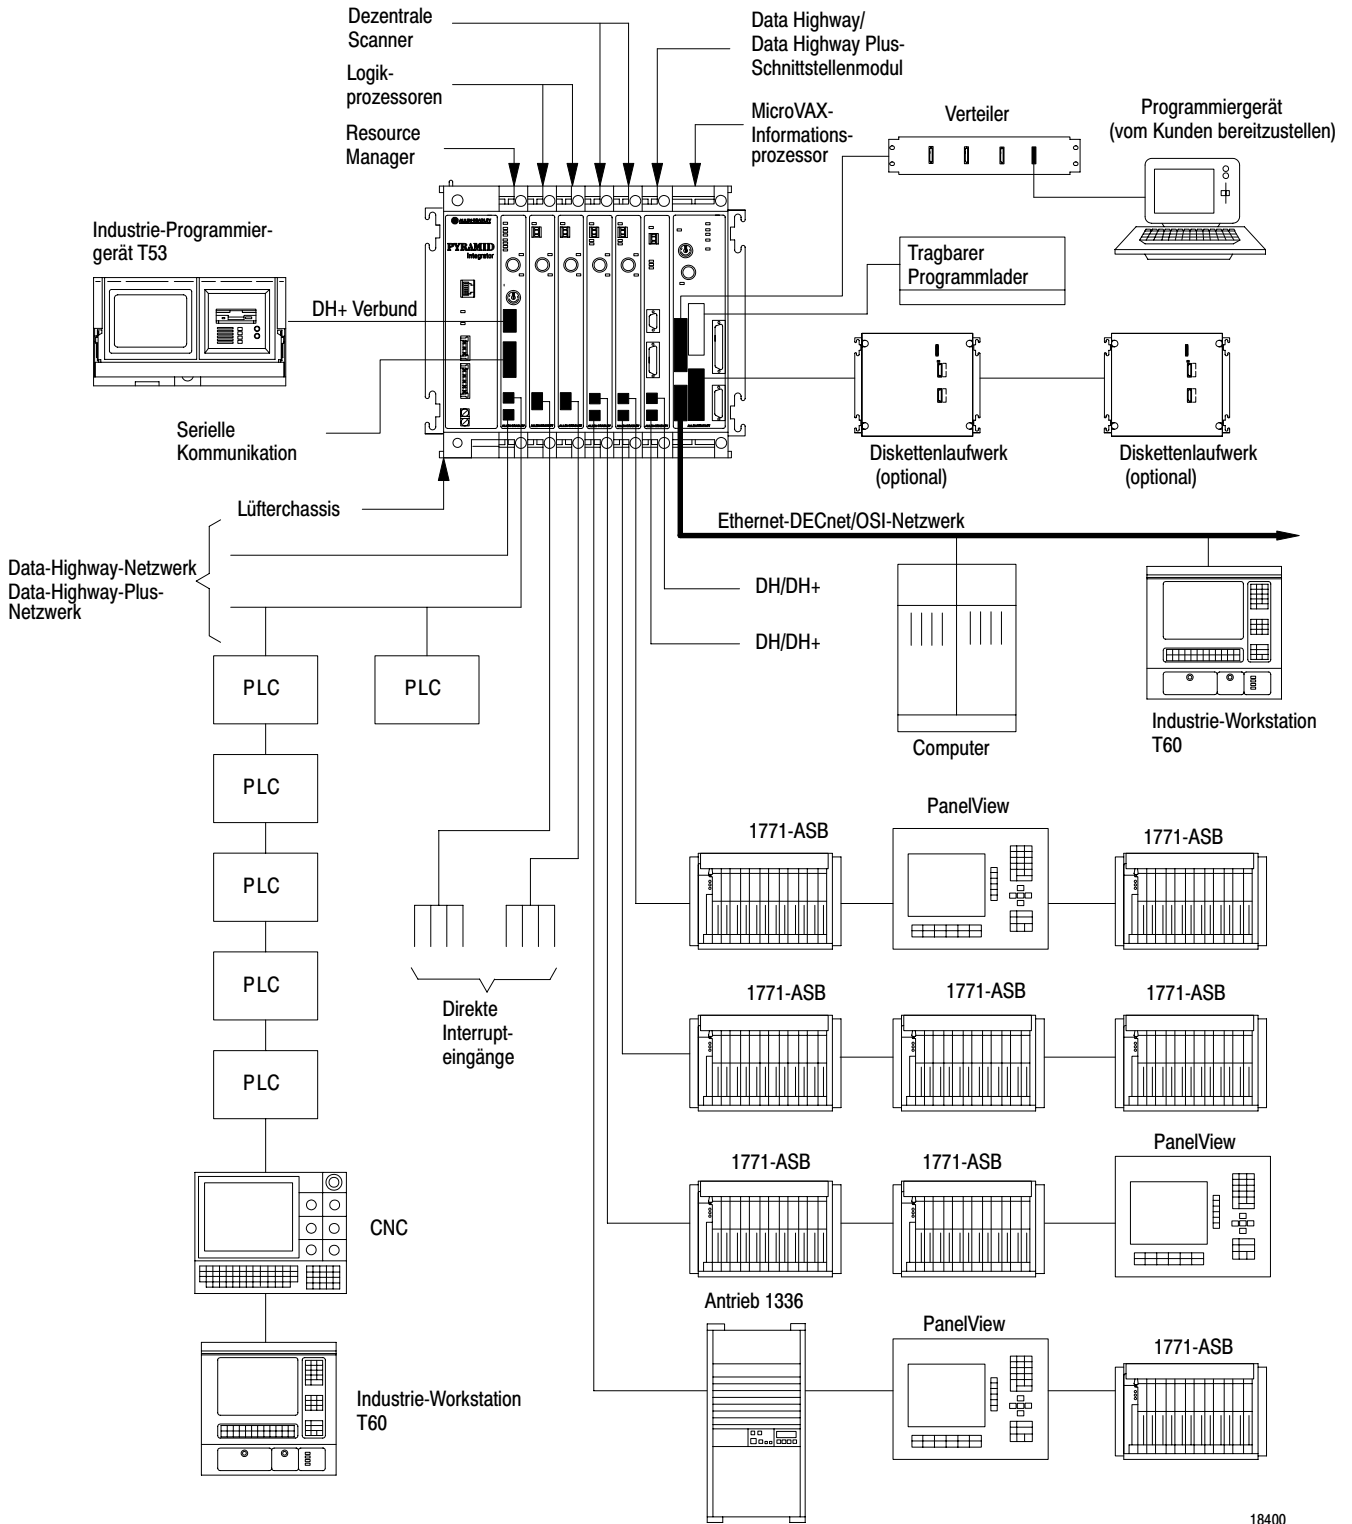 Dezentrale
Scanner
Data Highway/
Data Highway Plus-
Schnittstellenmodul
Logik-
prozessoren
MicroVAX-
Informations-
prozessor
Verteiler
Programmiergerät
(vom Kunden bereitzustellen)
Resource
Manager
Industrie-Programmier-
gerät T53
ALLEN-BRADLEY
PYRAMID
Integrator
Tragbarer
Programmlader
DH+ Verbund
Serielle
Kommunikation
Diskettenlaufwerk
(optional)
Diskettenlaufwerk
(optional)
Lüfterchassis
Ethernet-DECnet/OSI-Netzwerk
Data-Highway-Netzwerk
Data-Highway-Plus-
Netzwerk
DH/DH+
DH/DH+
PLC
PLC
Computer
Industrie-Workstation
T60
PLC
PanelView
1771-ASB
1771-ASB
PLC
PLC
Direkte
Interrupt-
eingänge
1771-ASB
1771-ASB
1771-ASB
PLC
PanelView
1771-ASB
1771-ASB
CNC
Antrieb 1336
PanelView
1771-ASB
Industrie-Workstation
T60
18400